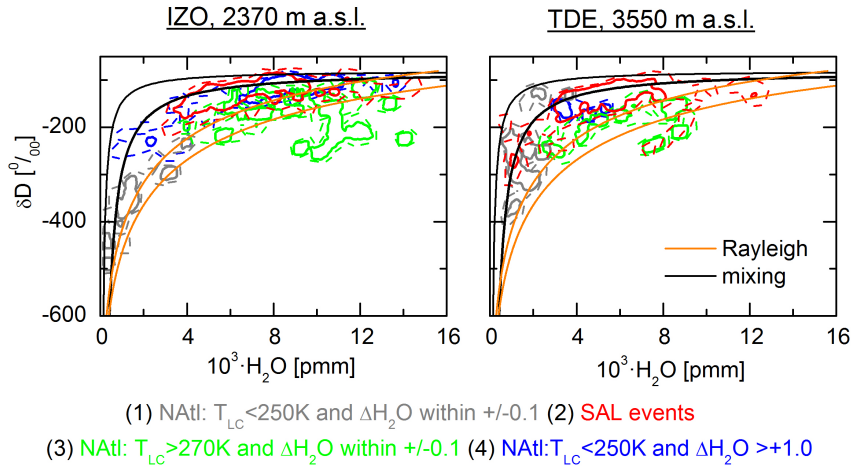 IZO, 2370 m a.s.l.
TDE, 3550 m a.s.l.
-200
-400
-600
δD [⁰/₀₀]
0 4 8 12 16
0 4 8 12 16
10³·H₂O [pmm]
10³·H₂O [pmm]
Rayleigh
mixing
(1) NAtl: T_LC<250K and ΔH₂O within +/-0.1 (2) SAL events
(3) NAtl: T_LC>270K and ΔH₂O within +/-0.1 (4) NAtl:T_LC<250K and ΔH₂O >+1.0